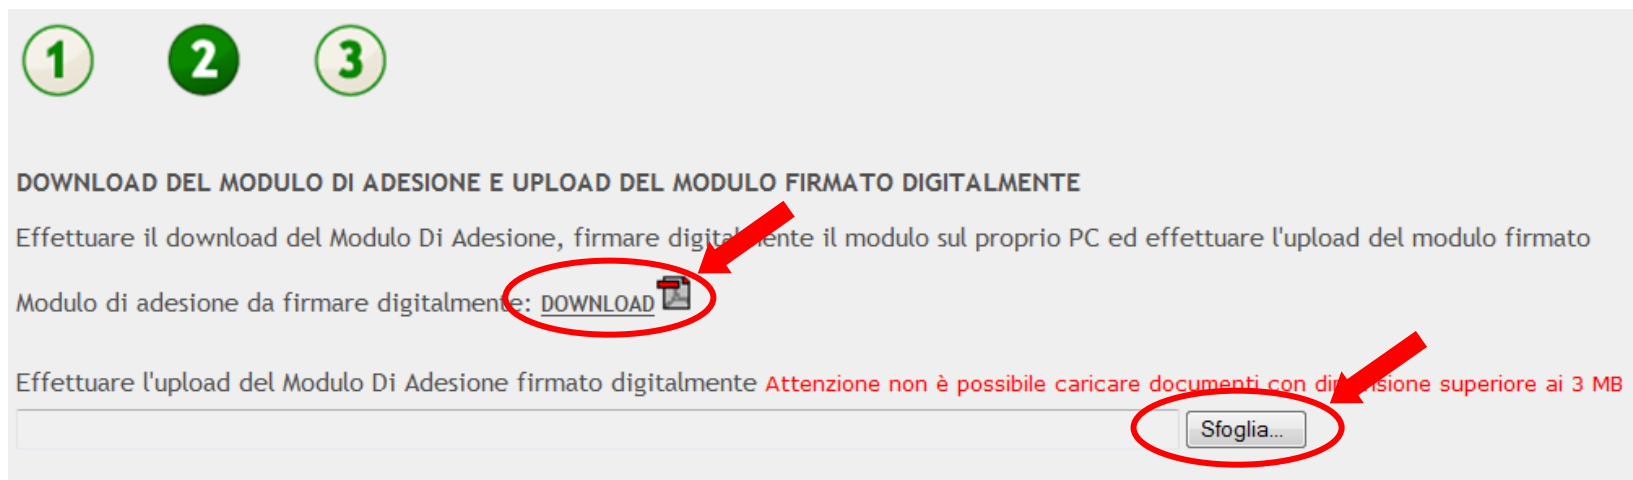 1 2 3
DOWNLOAD DEL MODULO DI ADESIONE E UPLOAD DEL MODULO FIRMATO DIGITALMENTE
Effettuare il download del Modulo Di Adesione, firmare digitalmente il modulo sul proprio PC ed effettuare l'upload del modulo firmato
Modulo di adesione da firmare digitalmente: DOWNLOAD
Effettuare l'upload del Modulo Di Adesione firmato digitalmente Attenzione non è possibile caricare documenti con dimensione superiore ai 3 MB
Sfoglia...